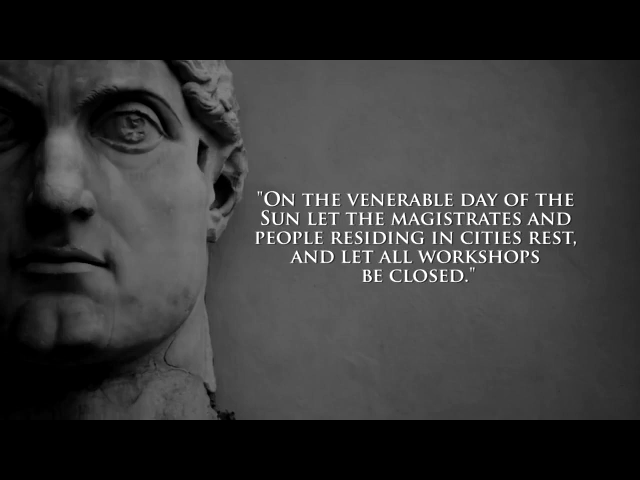 "On the venerable day of the
Sun let the magistrates and
people residing in cities rest,
and let all workshops
be closed."